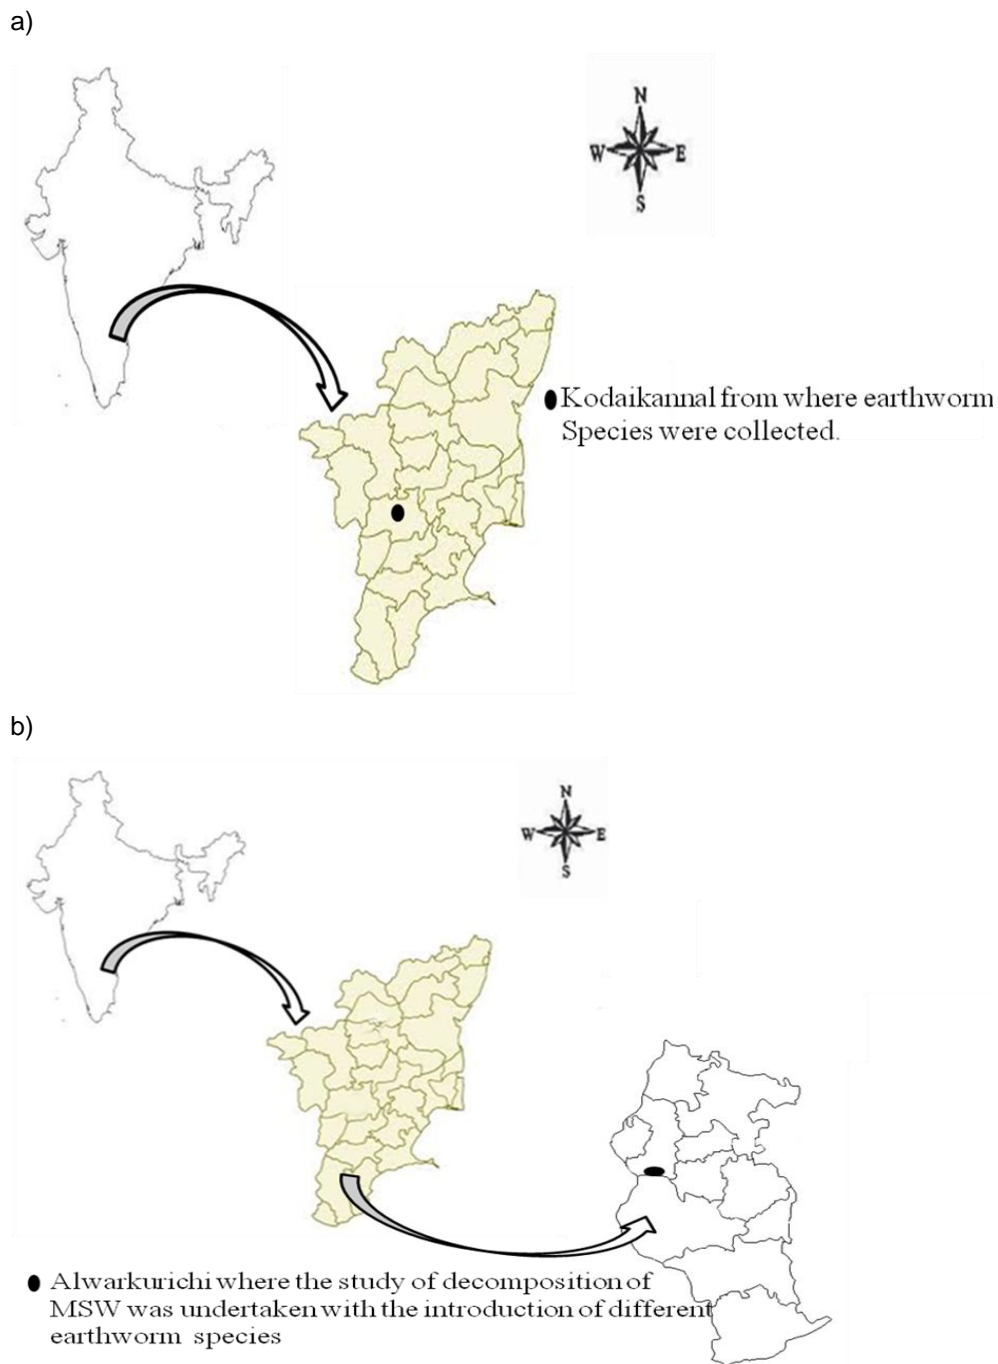 a)
N
W E
S
Kodaikannal from where earthworm
Species were collected.
b)
N
W E
S
Alwarkurichi where the study of decomposition of
MSW was undertaken with the introduction of different
earthworm species